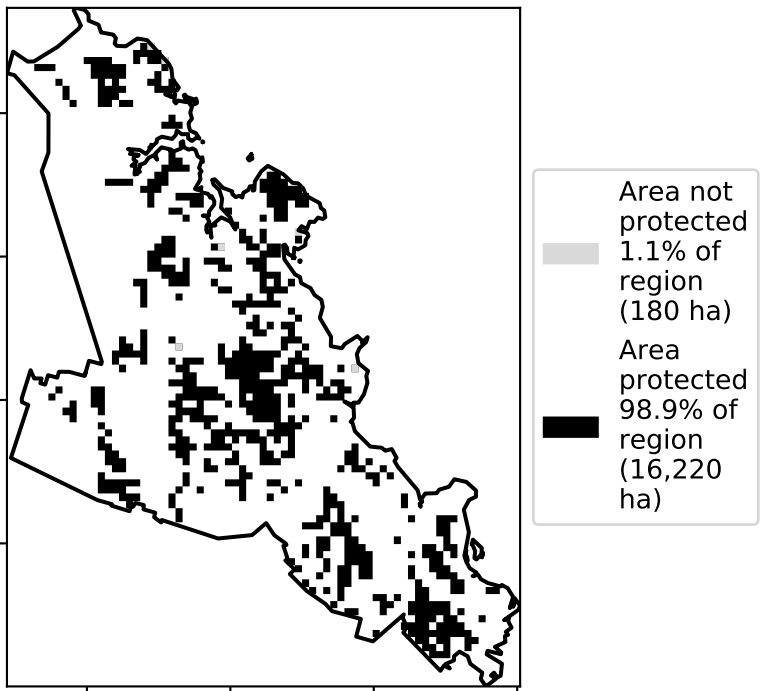 Area not
protected
1.1% of
region
(180 ha)
Area
protected
98.9% of
region
(16,220
ha)